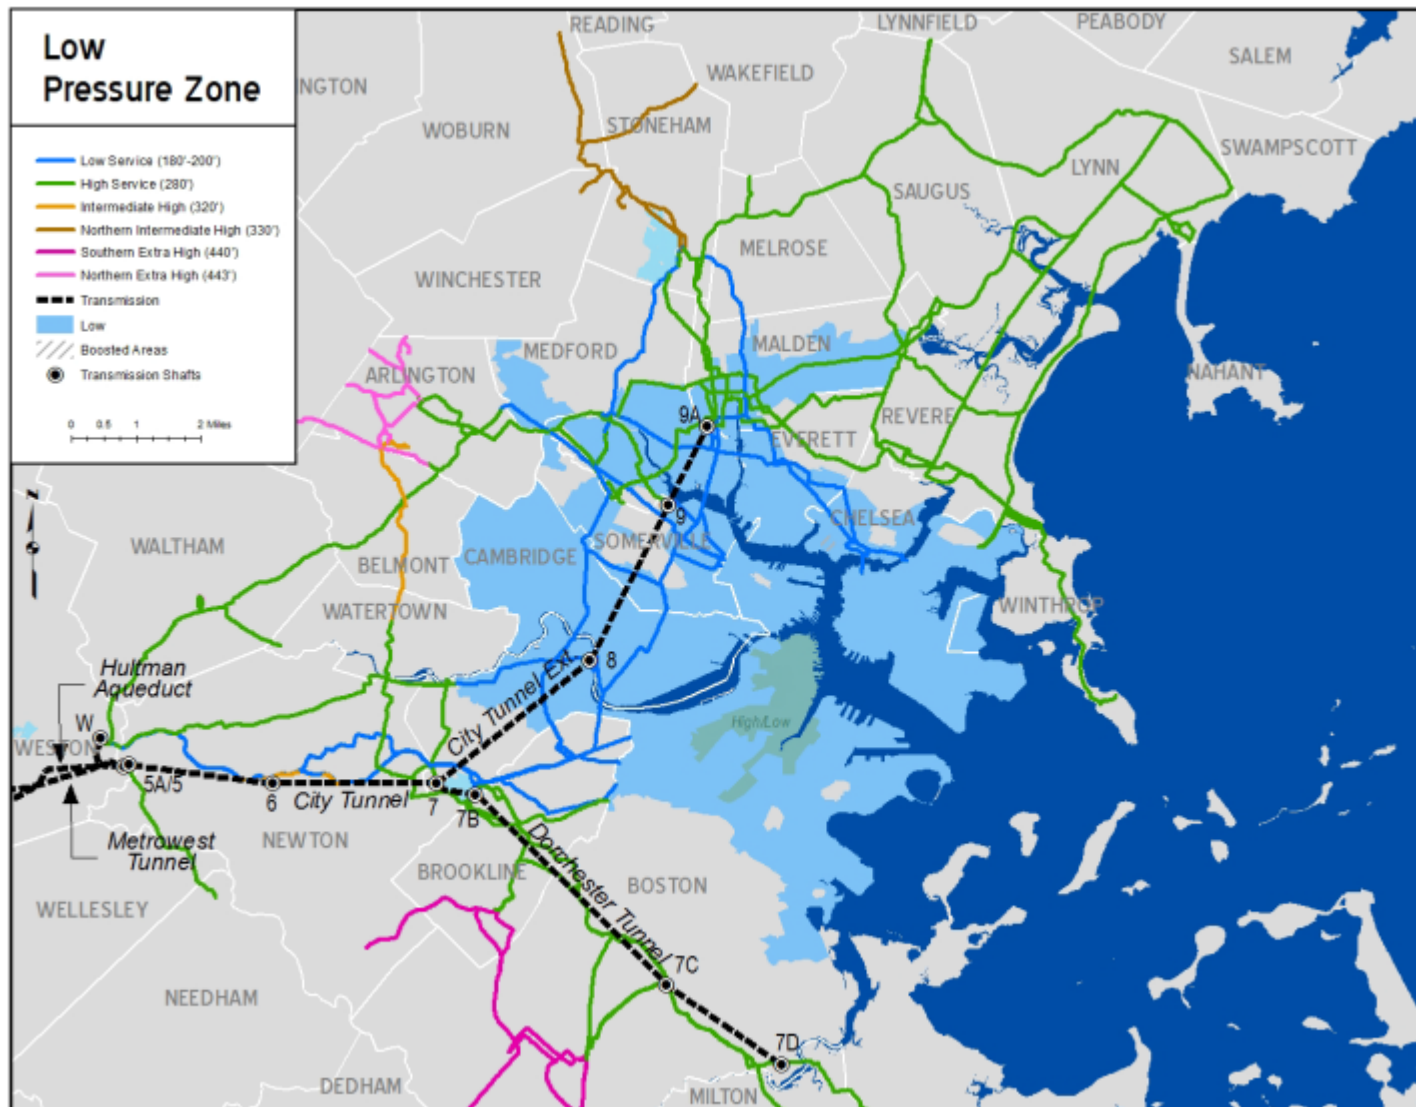 Low
Pressure Zone
Low Service (180'-200')
High Service (280')
Intermediate High (320')
Northern Intermediate High (330')
Southern Extra High (440')
Northern Extra High (443')
Transmission
Low
Boosted Areas
Transmission Shafts
0 0.5 1 2 Miles
READING
LYNNFIELD
PEABODY
SALEM
NGTON
WAKEFIELD
WOBURN
STONEHAM
SWAMPSCOTT
LYNN
SAUGUS
MELROSE
WINCHESTER
MEDFORD
MALDEN
NAHANT
ARLINGTON
9A
REVERE
EVERETT
9
CHELSEA
WALTHAM
SOMERVILLE
CAMBRIDGE
BELMONT
WATERTOWN
WINTHROP
8
Hultman
Aqueduct
City Tunnel Ext.
W
High/Low
WESTON
5A/5
6
City Tunnel
7
7B
Metrowest
Tunnel
NEWTON
Dorchester Tunnel
BROOKLINE
BOSTON
WELLESLEY
7C
NEEDHAM
7D
DEDHAM
MILTON